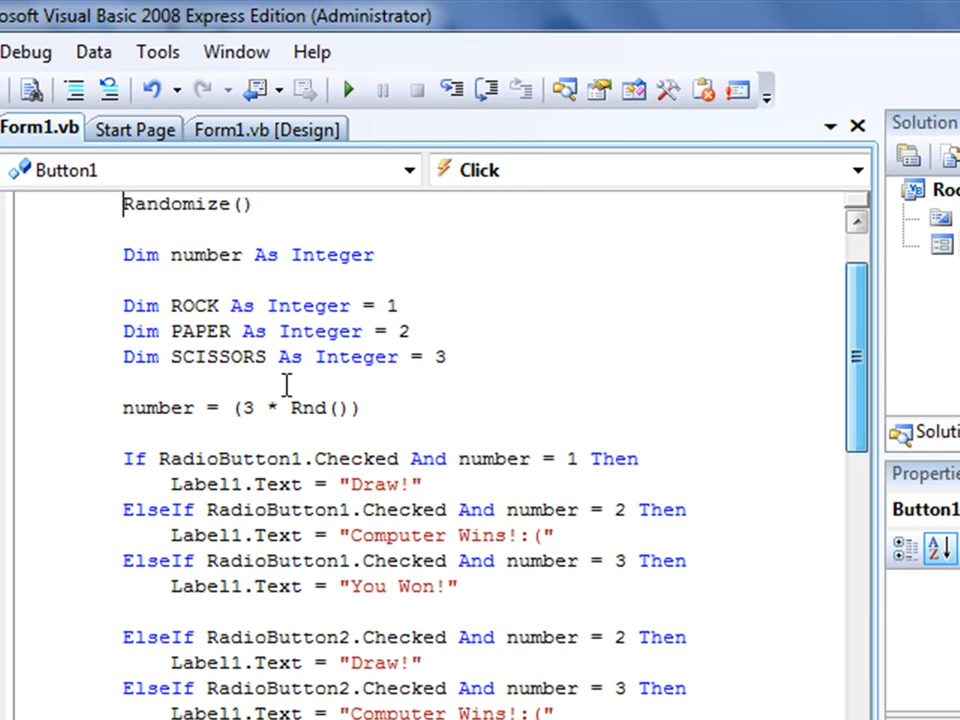 osoft Visual Basic 2008 Express Edition (Administrator)
Debug Data Tools Window Help
Form1.vb Start Page Form1.vb [Design]
Solution
Button1 Click
Randomize()
Dim number As Integer
Dim ROCK As Integer = 1
Dim PAPER As Integer = 2
Dim SCISSORS As Integer = 3
number = (3 * Rnd())
If RadioButton1.Checked And number = 1 Then
Label1.Text = "Draw!"
ElseIf RadioButton1.Checked And number = 2 Then
Label1.Text = "Computer Wins!:("
ElseIf RadioButton1.Checked And number = 3 Then
Label1.Text = "You Won!"
ElseIf RadioButton2.Checked And number = 2 Then
Label1.Text = "Draw!"
ElseIf RadioButton2.Checked And number = 3 Then
Label1.Text = "Computer Wins!:("
Roc
Soluti
Properti
Button1